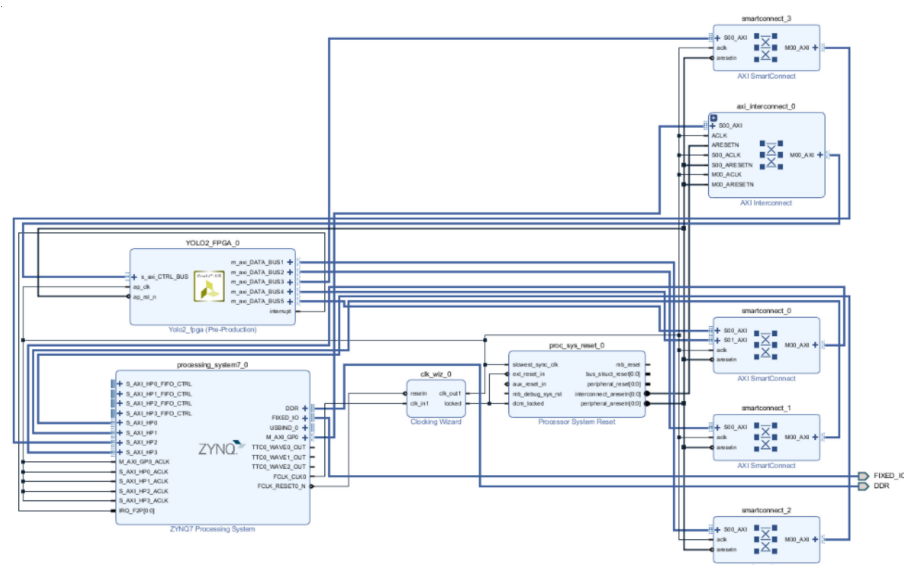 smartconnect_3
S00_AXI
aclk
aresetn
M00_AXI
AXI SmartConnect
axi_interconnect_0
S00_AXI
ACLK
ARESETN
S00_ACLK
S00_ARESETN
M00_ACLK
M00_ARESETN
M00_AXI
AXI Interconnect
YOLO2_FPGA_0
s_axi_CTRL_BUS
ap_clk
ap_rst_n
m_axi_DATA_BUS1
m_axi_DATA_BUS2
m_axi_DATA_BUS3
m_axi_DATA_BUS4
m_axi_DATA_BUS5
interrupt
Yolo2_fpga (Pre-Production)
smartconnect_0
S00_AXI
S01_AXI
aclk
aresetn
M00_AXI
AXI SmartConnect
processing_system7_0
S_AXI_HP0_FIFO_CTRL
S_AXI_HP1_FIFO_CTRL
S_AXI_HP2_FIFO_CTRL
S_AXI_HP3_FIFO_CTRL
S_AXI_HP0
S_AXI_HP1
S_AXI_HP2
S_AXI_HP3
M_AXI_GP0_ACLK
S_AXI_HP0_ACLK
S_AXI_HP1_ACLK
S_AXI_HP2_ACLK
S_AXI_HP3_ACLK
IRQ_F2P[0:0]
ZYNQ
DDR
FIXED_IO
USBIND_0
M_AXI_GP0
TTC0_WAVE0_OUT
TTC0_WAVE1_OUT
TTC0_WAVE2_OUT
FCLK_CLK0
FCLK_RESET0_N
ZYNQ7 Processing System
clk_wiz_0
resetn
clk_in1
clk_out1
locked
Clocking Wizard
proc_sys_reset_0
slowest_sync_clk
ext_reset_in
aux_reset_in
mb_debug_sys_rst
dcm_locked
mb_reset
bus_struct_reset[0:0]
peripheral_reset[0:0]
interconnect_aresetn[0:0]
peripheral_aresetn[0:0]
Processor System Reset
smartconnect_1
S00_AXI
aclk
aresetn
M00_AXI
AXI SmartConnect
FIXED_IO
DDR
smartconnect_2
S00_AXI
aclk
aresetn
M00_AXI